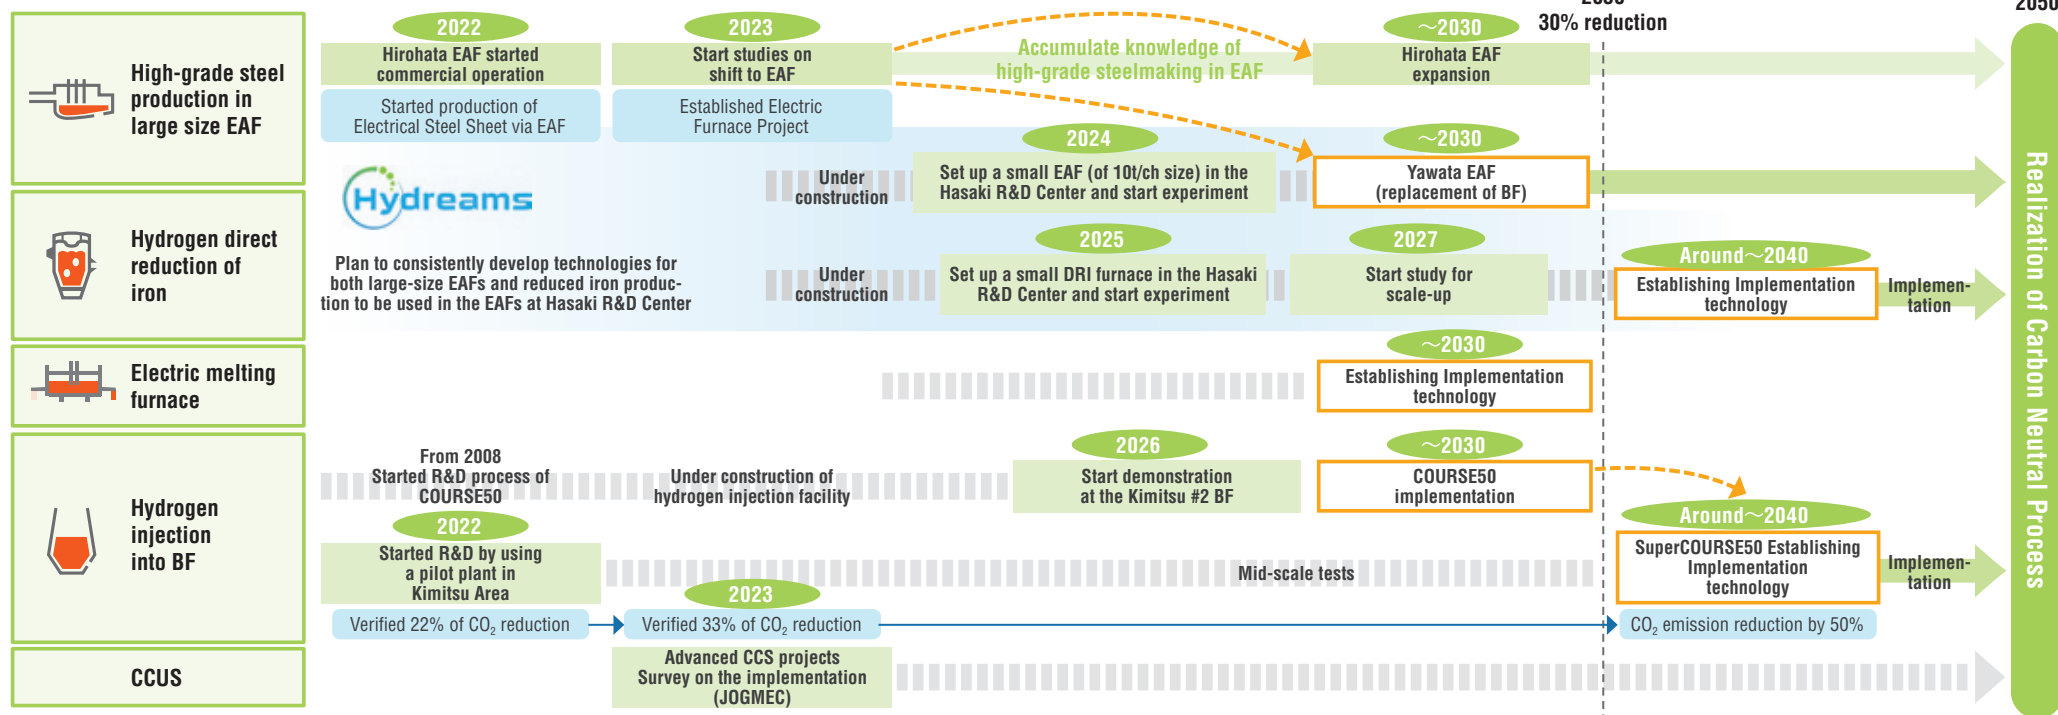 2050
30% reduction
High-grade steel
production in
large size EAF
2022
Hirohata EAF started
commercial operation
Started production of
Electrical Steel Sheet via EAF
2023
Start studies on
shift to EAF
Established Electric
Furnace Project
Accumulate knowledge of
high-grade steelmaking in EAF
～2030
Hirohata EAF
expansion
Hydreams
Under
construction
2024
Set up a small EAF (of 10t/ch size) in the
Hasaki R&D Center and start experiment
～2030
Yawata EAF
(replacement of BF)
Hydrogen direct
reduction of
iron
Plan to consistently develop technologies for
both large-size EAFs and reduced iron produc-
tion to be used in the EAFs at Hasaki R&D Center
Under
construction
2025
Set up a small DRI furnace in the Hasaki
R&D Center and start experiment
2027
Start study for
scale-up
Around～2040
Establishing Implementation
technology
Implemen-
tation
Electric melting
furnace
～2030
Establishing Implementation
technology
Hydrogen
injection
into BF
From 2008
Started R&D process of
COURSE50
Under construction of
hydrogen injection facility
2026
Start demonstration
at the Kimitsu #2 BF
～2030
COURSE50
implementation
2022
Started R&D by using
a pilot plant in
Kimitsu Area
Mid-scale tests
Around～2040
SuperCOURSE50 Establishing
Implementation
technology
Implemen-
tation
Verified 22% of CO₂ reduction
2023
Verified 33% of CO₂ reduction
CO₂ emission reduction by 50%
CCUS
Advanced CCS projects
Survey on the implementation
(JOGMEC)
Realization of Carbon Neutral Process